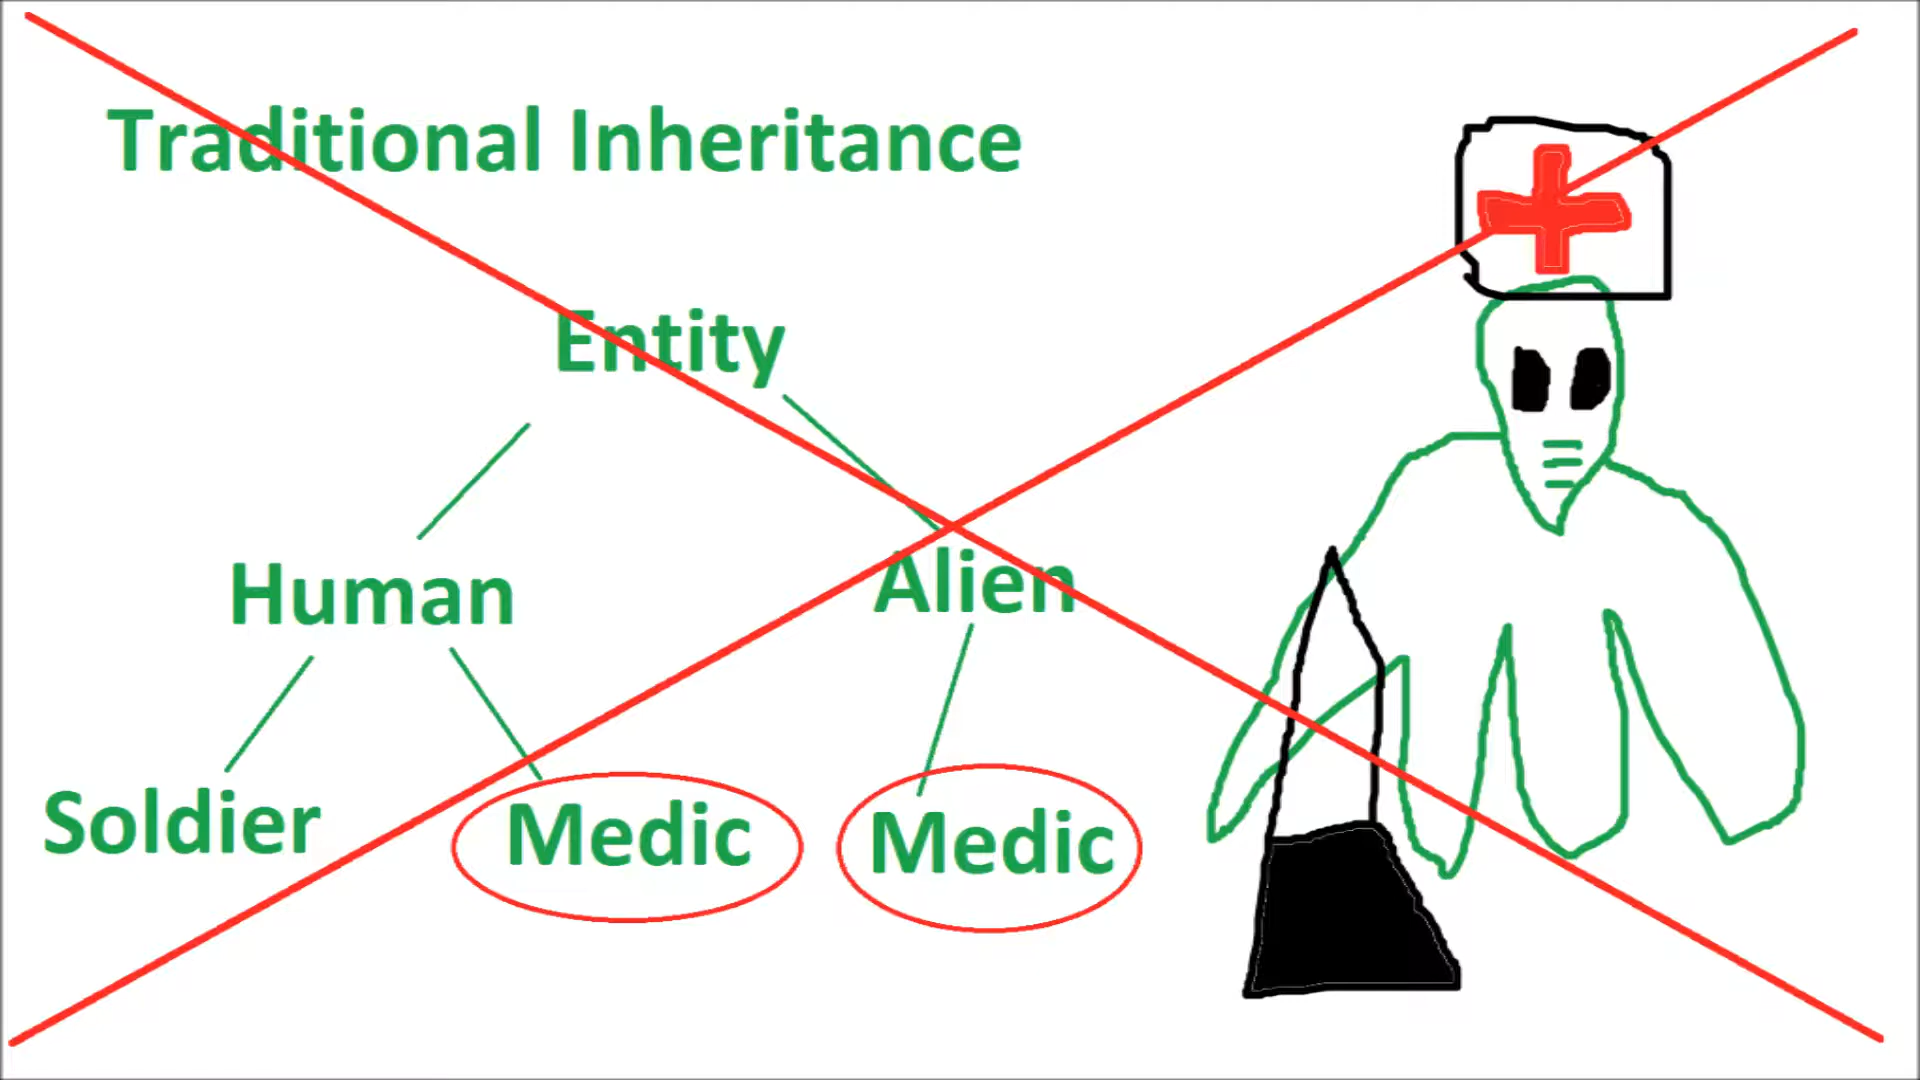 Traditional Inheritance
Entity
Human
Alien
Soldier
Medic
Medic